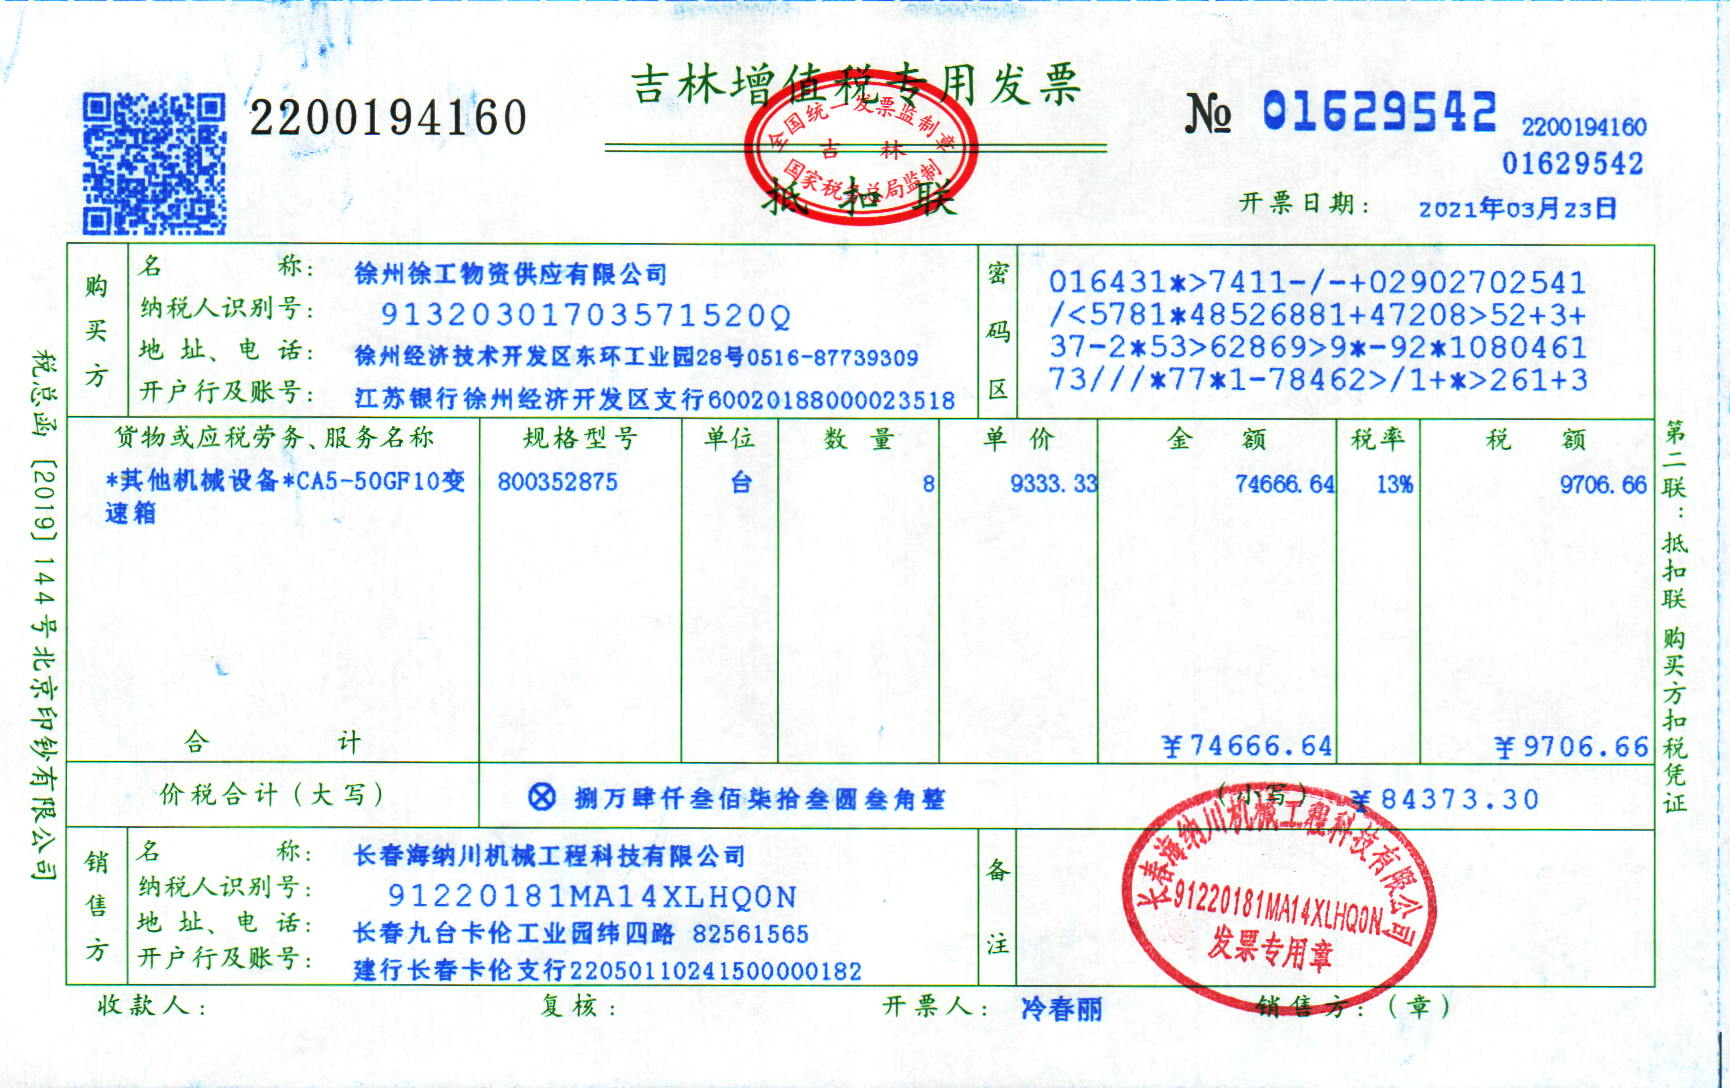 吉林增值税专用发票
2200194160
№ 01629542
2200194160
01629542
全国统一发票监制章
吉 林
国家税务总局监制
抵扣联
开票日期: 2021年03月23日
购买方
名 称: 徐州徐工物资供应有限公司
纳税人识别号: 91320301703571520Q
地 址、电 话: 徐州经济技术开发区东环工业园28号0516-87739309
开户行及账号: 江苏银行徐州经济开发区支行60020188000023518
密码区
016431*>7411-/-+02902702541
/<5781*48526881+47208>52+3+
37-2*53>62869>9*-92*1080461
73///*77*1-78462>/1+*>261+3
货物或应税劳务、服务名称 规格型号 单位 数 量 单 价 金 额 税率 税 额
*其他机械设备*CA5-50GF10变 800352875 台 8 9333.33 74666.64 13% 9706.66
速箱
合 计 ¥74666.64 ¥9706.66
价税合计(大写) ⊗ 捌万肆仟叁佰柒拾叁圆叁角整 (小写) ¥84373.30
销售方
名 称: 长春海纳川机械工程科技有限公司
纳税人识别号: 91220181MA14XLHQ0N
地 址、电 话: 长春九台卡伦工业园纬四路 82561565
开户行及账号: 建行长春卡伦支行22050110241500000182
备注
长春海纳川机械工程科技有限公司
91220181MA14XLHQ0N
发票专用章
收款人: 复核: 开票人: 冷春丽 销售方:(章)
税总函〔2019〕144号北京印钞有限公司
第二联:抵扣联 购买方扣税凭证